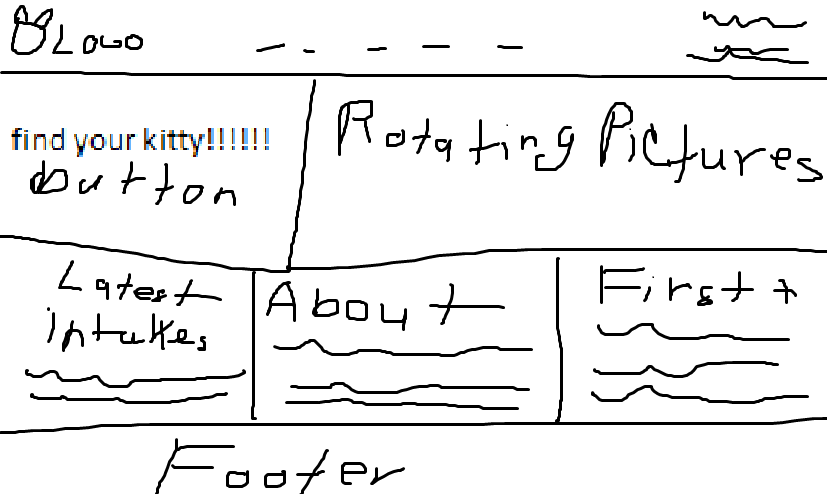 Logo
find your kitty!!!!!!
button
Rotating Pictures
Latest
intakes
About
First +
Footer